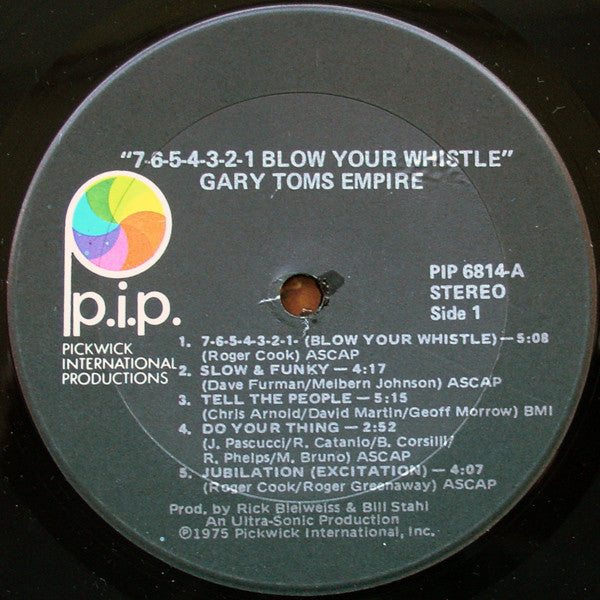 "7-6-5-4-3-2-1 BLOW YOUR WHISTLE"
GARY TOMS EMPIRE
p.i.p.
PICKWICK
INTERNATIONAL
PRODUCTIONS
PIP 6814-A
STEREO
Side 1
1. 7-6-5-4-3-2-1- (BLOW YOUR WHISTLE) — 5:08
(Roger Cook) ASCAP
2. SLOW & FUNKY — 4:17
(Dave Furman/Melbern Johnson) ASCAP
3. TELL THE PEOPLE — 5:15
(Chris Arnold/David Martin/Geoff Morrow) BMI
4. DO YOUR THING — 2:52
(J. Pascucci/R. Catanio/B. Corsilli/
R. Phelps/M. Bruno) ASCAP
5. JUBILATION (EXCITATION) — 4:07
(Roger Cook/Roger Greenaway) ASCAP
Prod. by Rick Bleiweiss & Bill Stahl
An Ultra-Sonic Production
℗1975 Pickwick International, Inc.